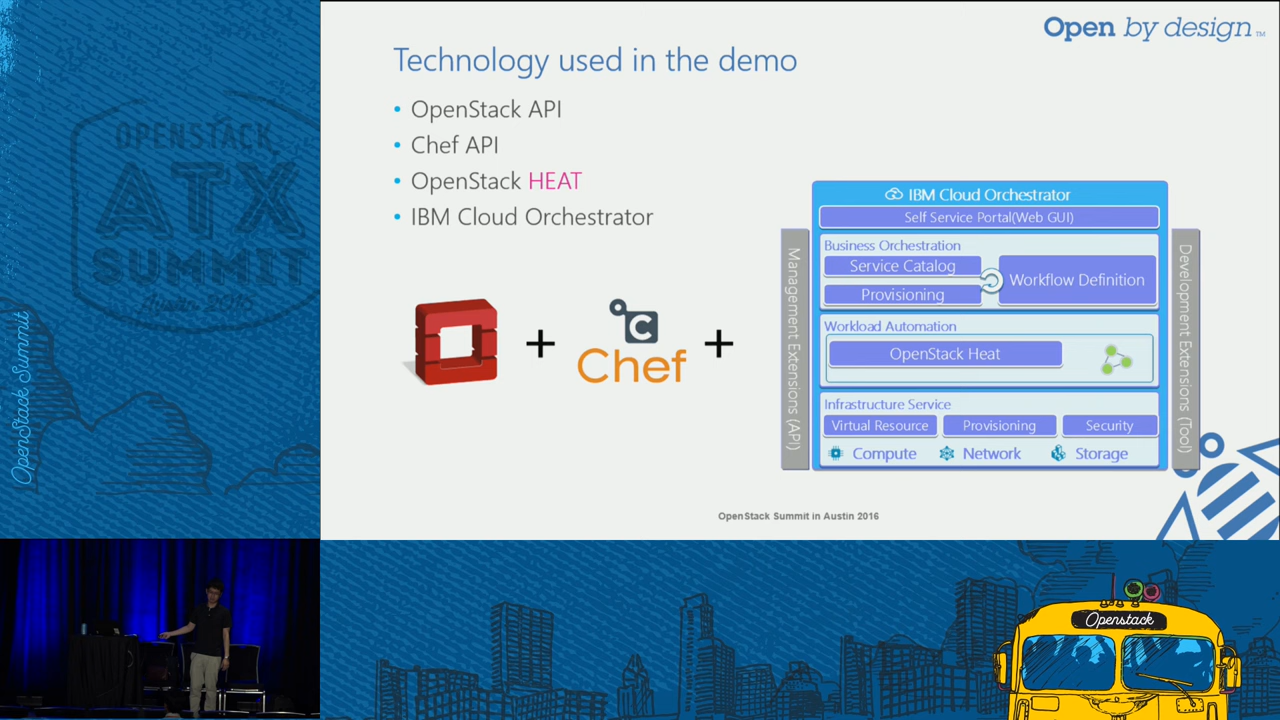 Open by design™
Technology used in the demo
• OpenStack API
• Chef API
• OpenStack HEAT
• IBM Cloud Orchestrator
+
C
Chef
+
IBM Cloud Orchestrator
Self Service Portal(Web GUI)
Management Extensions (API)
Business Orchestration
Service Catalog
Provisioning
Workflow Definition
Workload Automation
OpenStack Heat
Infrastructure Service
Virtual Resource
Provisioning
Security
Compute
Network
Storage
Development Extensions (Tool)
OpenStack Summit in Austin 2016
OPENSTACK
ATX
SUMMIT
OpenStack Summit
Openstack